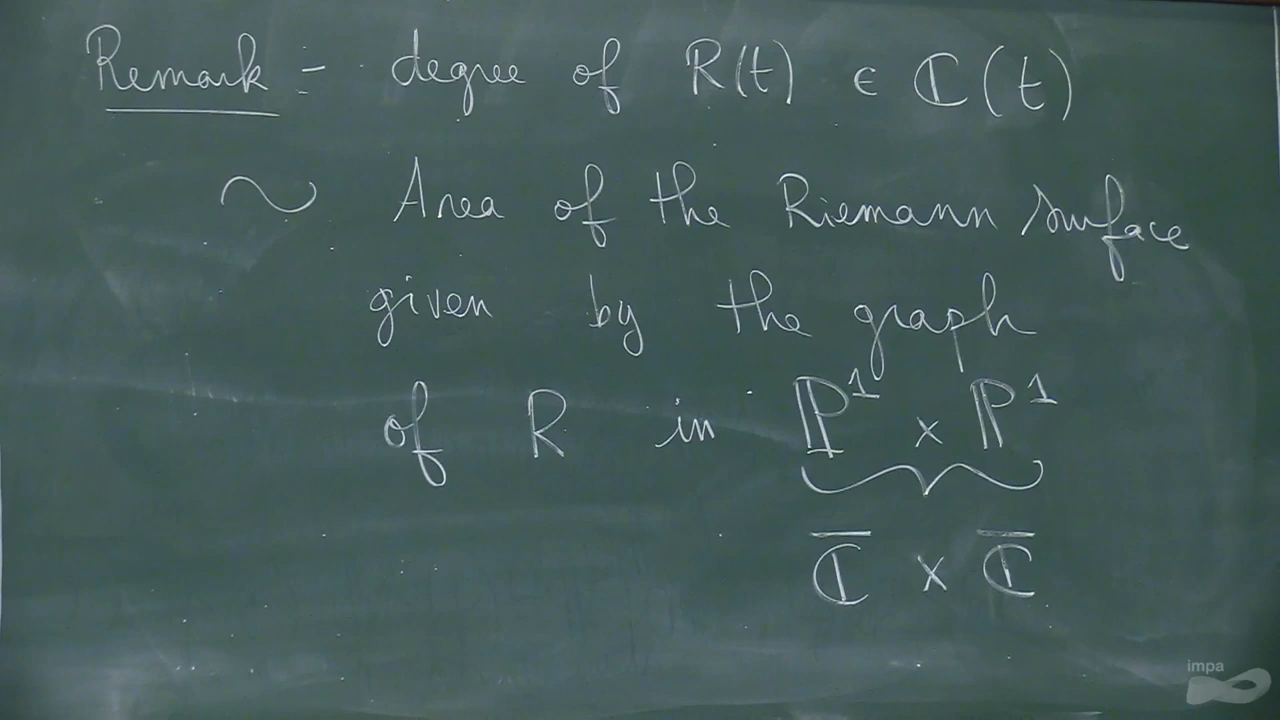 Remark :- degree of R(t) ∈ ℂ(t)
~ Area of the Riemann surface
given by the graph
of R in ℙ¹ × ℙ¹
ℂ̅ × ℂ̅
impa